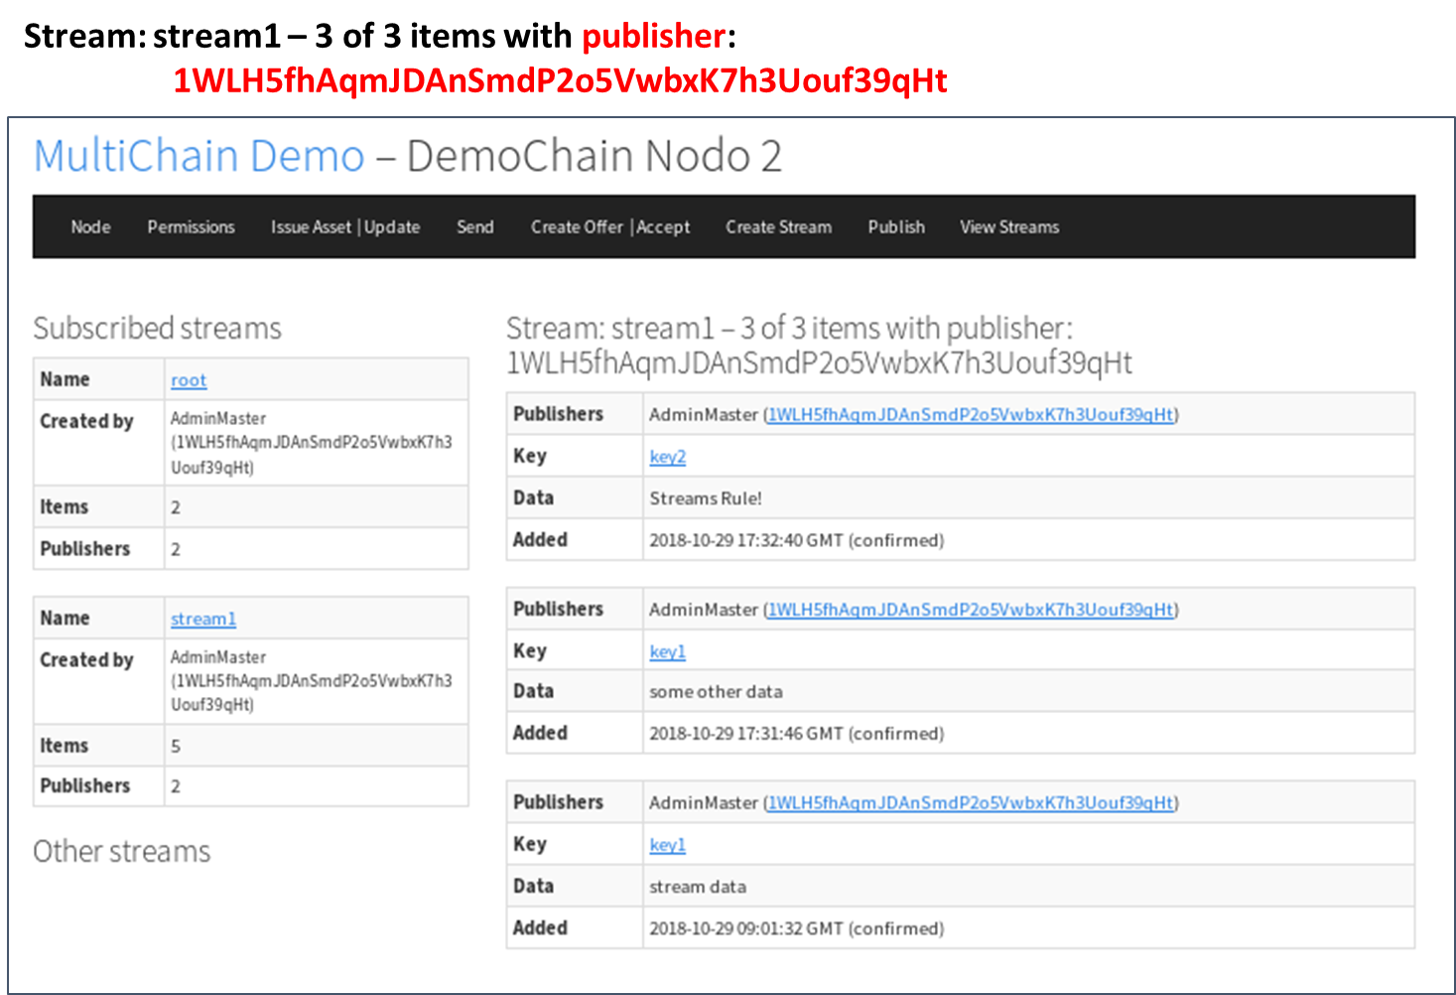 Stream: stream1 – 3 of 3 items with publisher:
1WLH5fhAqmJDAnSmdP2o5VwbxK7h3Uouf39qHt
MultiChain Demo – DemoChain Nodo 2
Node Permissions Issue Asset | Update Send Create Offer | Accept Create Stream Publish View Streams
Subscribed streams
Name root
Created by AdminMaster
(1WLH5fhAqmJDAnSmdP2o5VwbxK7h3
Uouf39qHt)
Items 2
Publishers 2
Name stream1
Created by AdminMaster
(1WLH5fhAqmJDAnSmdP2o5VwbxK7h3
Uouf39qHt)
Items 5
Publishers 2
Other streams
Stream: stream1 – 3 of 3 items with publisher:
1WLH5fhAqmJDAnSmdP2o5VwbxK7h3Uouf39qHt
Publishers AdminMaster (1WLH5fhAqmJDAnSmdP2o5VwbxK7h3Uouf39qHt)
Key key2
Data Streams Rule!
Added 2018-10-29 17:32:40 GMT (confirmed)
Publishers AdminMaster (1WLH5fhAqmJDAnSmdP2o5VwbxK7h3Uouf39qHt)
Key key1
Data some other data
Added 2018-10-29 17:31:46 GMT (confirmed)
Publishers AdminMaster (1WLH5fhAqmJDAnSmdP2o5VwbxK7h3Uouf39qHt)
Key key1
Data stream data
Added 2018-10-29 09:01:32 GMT (confirmed)